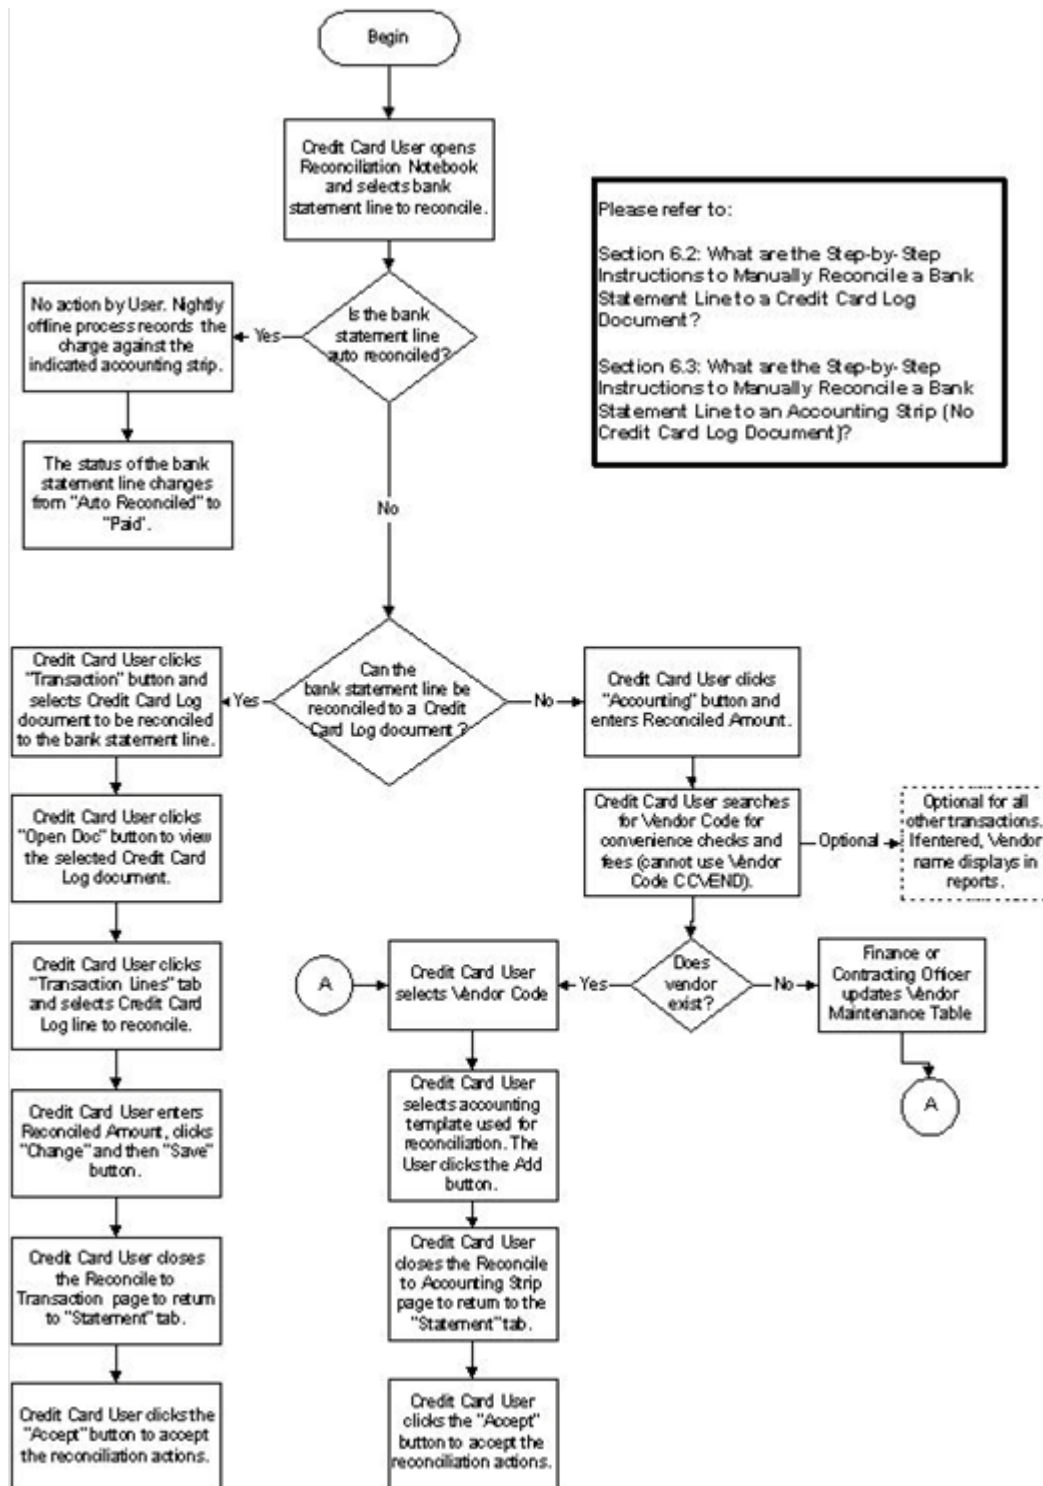 Begin
Credit Card User opens
Reconciliation Notebook
and selects bank
statement line to reconcile.
Please refer to:
Section 6.2: What are the Step-by-Step
Instructions to Manually Reconcile a Bank
Statement Line to a Credit Card Log
Document?
Section 6.3: What are the Step-by-Step
Instructions to Manually Reconcile a Bank
Statement Line to an Accounting Strip (No
Credit Card Log Document)?
Is the bank
statement line
auto reconciled?
Yes
No action by User. Nightly
offline process records the
charge against the
indicated accounting strip.
The status of the bank
statement line changes
from "Auto Reconciled" to
"Paid'.
No
Can the
bank statement line be
reconciled to a Credit
Card Log document ?
Yes
Credit Card User clicks
"Transaction" button and
selects Credit Card Log
document to be reconciled
to the bank statement line.
Credit Card User clicks
"Open Doc" button to view
the selected Credit Card
Log document.
Credit Card User clicks
"Transaction Lines" tab
and selects Credit Card
Log line to reconcile.
Credit Card User enters
Reconciled Amount, clicks
"Change" and then "Save"
button.
Credit Card User closes
the Reconcile to
Transaction page to return
to "Statement" tab.
Credit Card User clicks the
"Accept" button to accept
the reconciliation actions.
No
Credit Card User clicks
"Accounting" button and
enters Reconciled Amount.
Credit Card User searches
for Vendor Code for
convenience checks and
fees (cannot use Vendor
Code CCVEND).
Optional
Optional for all
other transactions.
If entered, Vendor
name displays in
reports.
Does
vendor
exist?
No
Finance or
Contracting Officer
updates Vendor
Maintenance Table
A
Yes
A
Credit Card User
selects Vendor Code
Credit Card User
selects accounting
template used for
reconciliation. The
User clicks the Add
button.
Credit Card User
closes the Reconcile
to Accounting Strip
page to return to the
"Statement" tab.
Credit Card User
clicks the "Accept"
button to accept the
reconciliation actions.